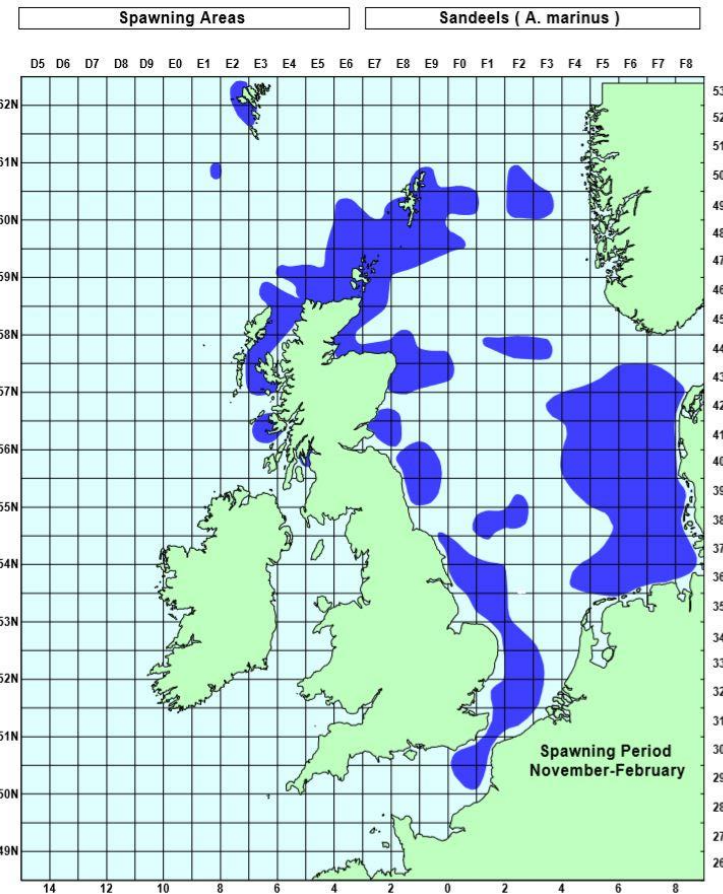 Spawning Areas
Sandeels ( A. marinus )
D5 D6 D7 D8 D9 E0 E1 E2 E3 E4 E5 E6 E7 E8 E9 F0 F1 F2 F3 F4 F5 F6 F7 F8
53
62N
52
51
61N
50
49
60N
48
47
59N
46
45
58N
44
43
57N
42
41
56N
40
39
55N
38
37
54N
36
35
53N
34
33
52N
32
31
51N
30
Spawning Period
November-February
29
50N
28
27
49N
26
14 12 10 8 6 4 2 0 2 4 6 8